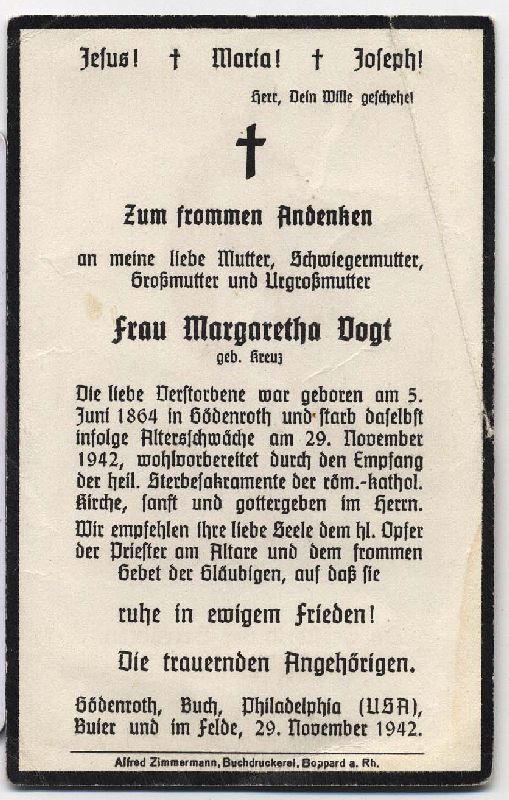 Jesus! † Maria! † Joseph!
Herr, Dein Wille geschehe!
Zum frommen Andenken
an meine liebe Mutter, Schwiegermutter,
Großmutter und Urgroßmutter
Frau Margaretha Vogt
geb. Kreuz
Die liebe Verstorbene war geboren am 5.
Juni 1864 in Gödenroth und starb daselbst
infolge Altersschwäche am 29. November
1942, wohlvorbereitet durch den Empfang
der heil. Sterbesakramente der röm.-kathol.
Kirche, sanft und gottergeben im Herrn.
Wir empfehlen ihre liebe Seele dem hl. Opfer
der Priester am Altare und dem frommen
Gebet der Gläubigen, auf daß sie
ruhe in ewigem Frieden!
Die trauernden Angehörigen.
Gödenroth, Buch, Philadelphia (USA),
Buier und im Felde, 29. November 1942.
Alfred Zimmermann, Buchdruckerei, Boppard a. Rh.